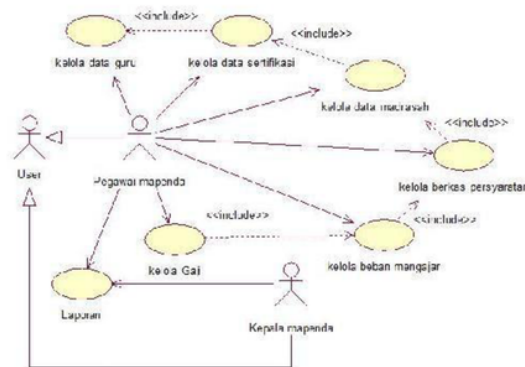 <<include>>
<<include>>
kelola data guru
kelola data sertifikasi
kelola data madrasah
<<include>>
User
Pegawai mapenda
kelola berkas persyaratan
<<include>>
<<include>>
kelola Gaji
kelola beban mangajar
Laporan
Kepala mapenda